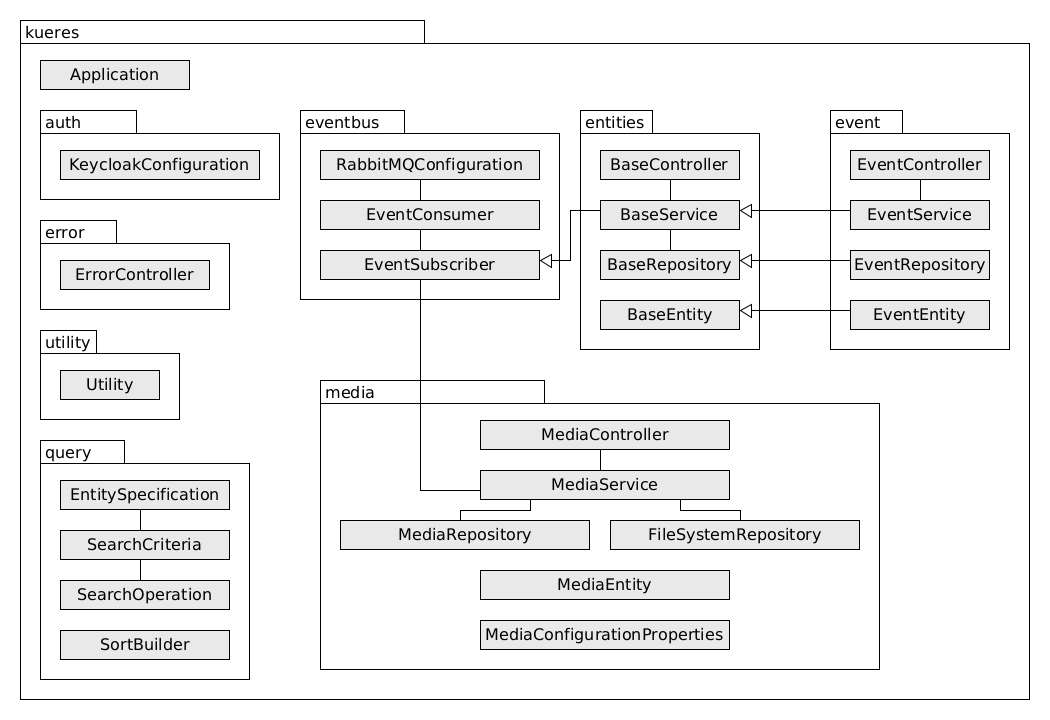 kueres
Application
auth
KeycloakConfiguration
error
ErrorController
utility
Utility
query
EntitySpecification
SearchCriteria
SearchOperation
SortBuilder
eventbus
RabbitMQConfiguration
EventConsumer
EventSubscriber
entities
BaseController
BaseService
BaseRepository
BaseEntity
event
EventController
EventService
EventRepository
EventEntity
media
MediaController
MediaService
MediaRepository
FileSystemRepository
MediaEntity
MediaConfigurationProperties